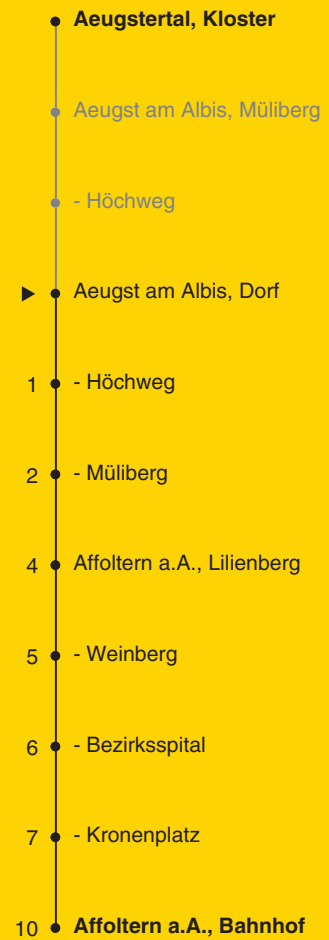 Aeugstertal, Kloster
Aeugst am Albis, Müliberg
- Höchweg
Aeugst am Albis, Dorf
1 - Höchweg
2 - Müliberg
4 Affoltern a.A., Lilienberg
5 - Weinberg
6 - Bezirksspital
7 - Kronenplatz
10 Affoltern a.A., Bahnhof